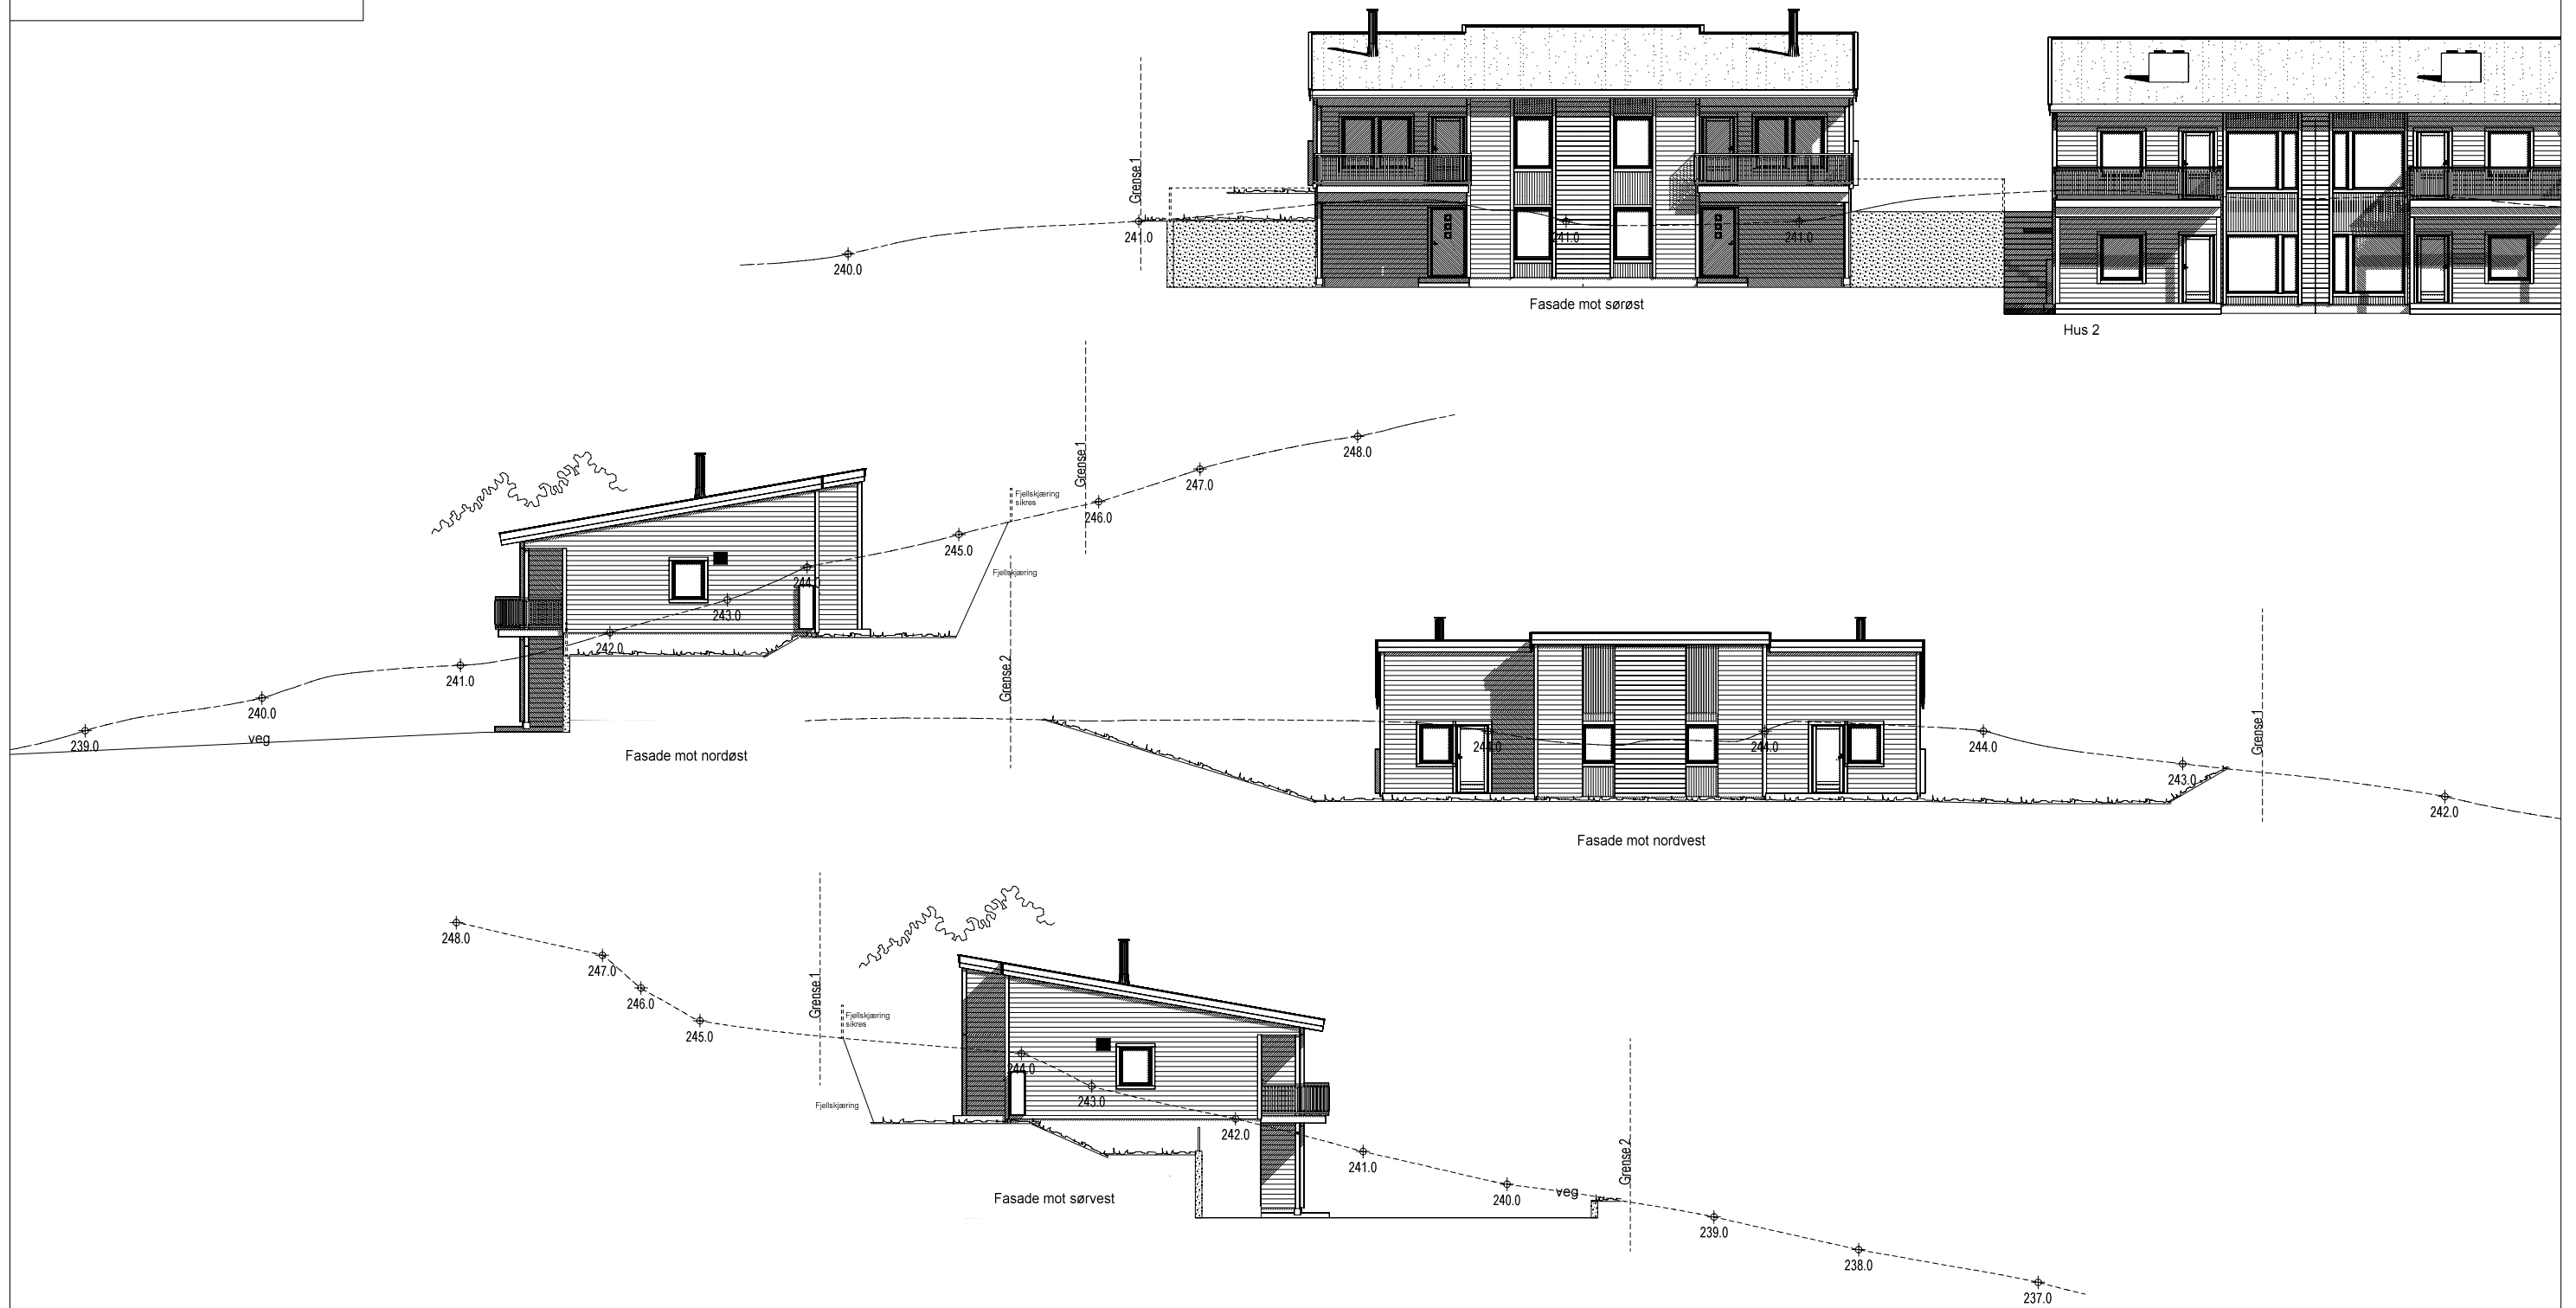 Grense 1
241.0
240.0
241.0
241.0
Fasade mot sørøst
Hus 2
Grense 1
248.0
247.0
246.0
245.0
244.0
243.0
242.0
241.0
240.0
239.0
veg
Fjellskjæring
sikres
Fjellskjæring
Grense 2
Fasade mot nordøst
244.0
244.0
244.0
243.0
242.0
Grense 1
Fasade mot nordvest
248.0
247.0
246.0
245.0
Grense 1
Fjellskjæring
sikres
Fjellskjæring
244.0
243.0
242.0
241.0
240.0
veg
Grense 2
239.0
238.0
237.0
Fasade mot sørvest